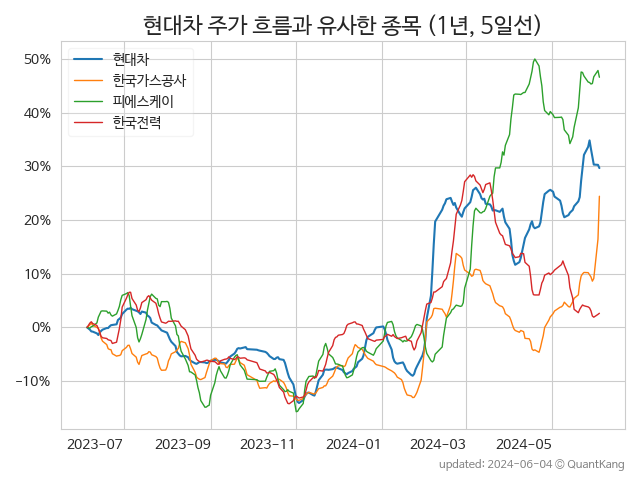 현대차 주가 흐름과 유사한 종목 (1년, 5일선)
현대차
한국가스공사
피에스케이
한국전력
50%
40%
30%
20%
10%
0%
−10%
2023-07
2023-09
2023-11
2024-01
2024-03
2024-05
updated: 2024-06-04 © QuantKang